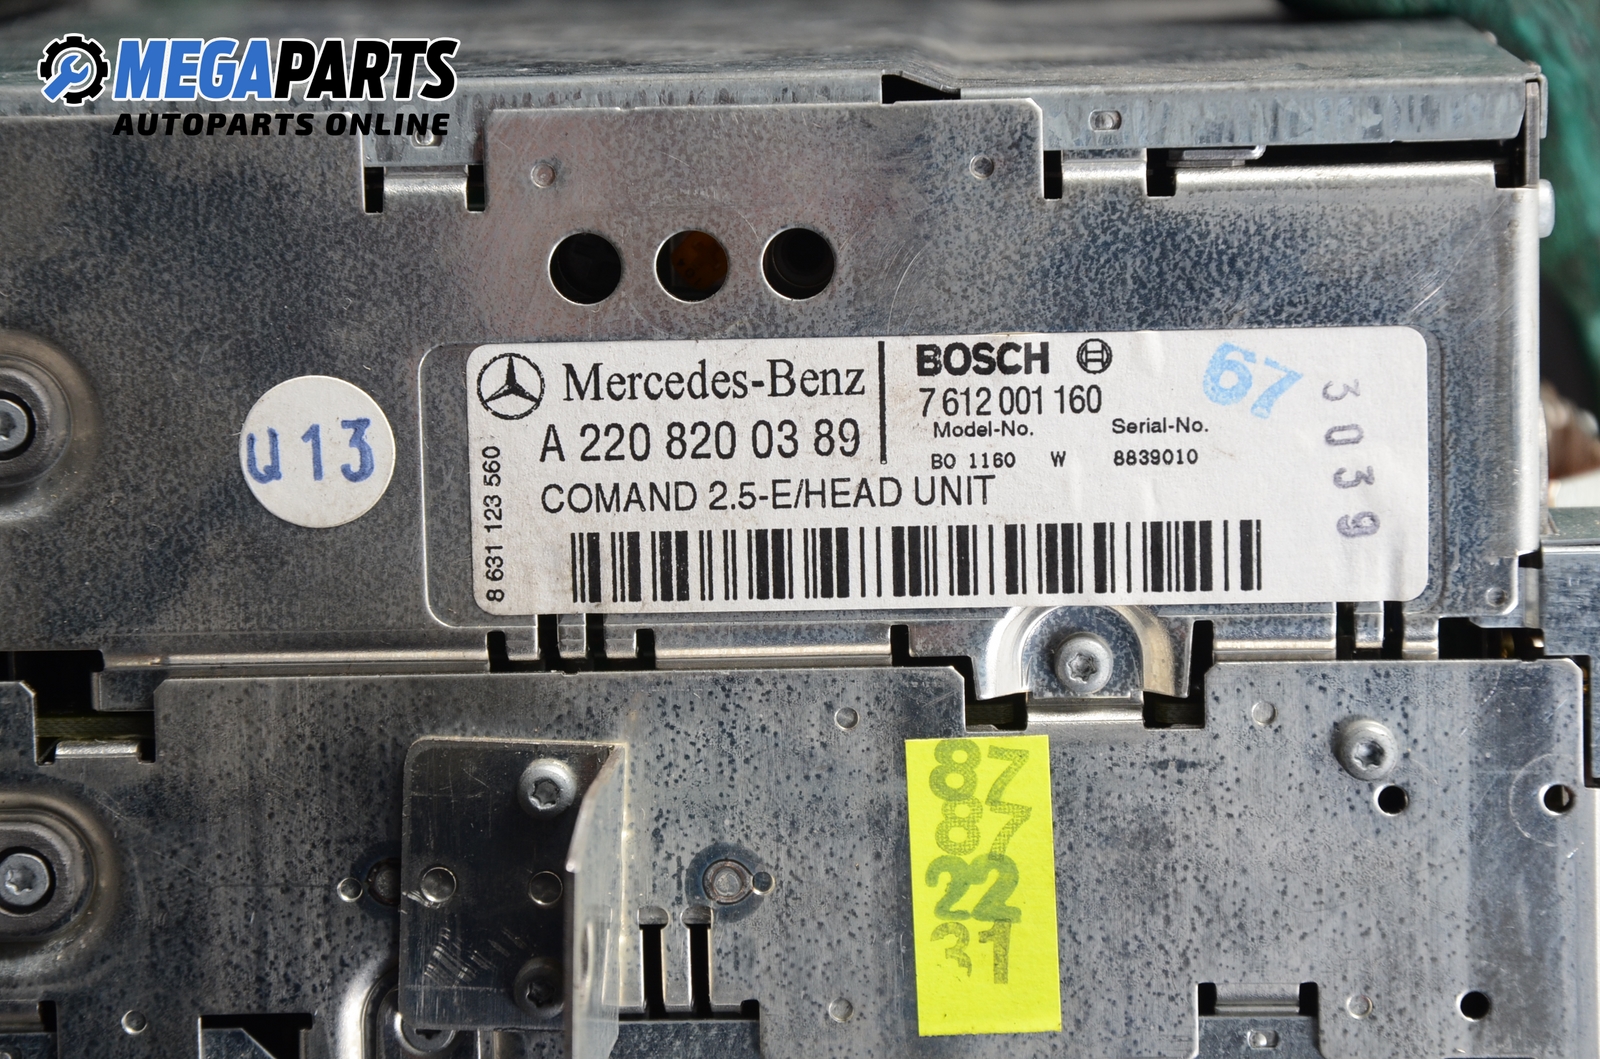 MEGAPARTS
AUTOPARTS ONLINE
Mercedes-Benz
A 220 820 03 89
COMAND 2.5-E/HEAD UNIT
8 631 123 560
BOSCH
7 612 001 160
Model-No. Serial-No.
BO 1160 W 8839010
67
3039
U13
87
87
22
31